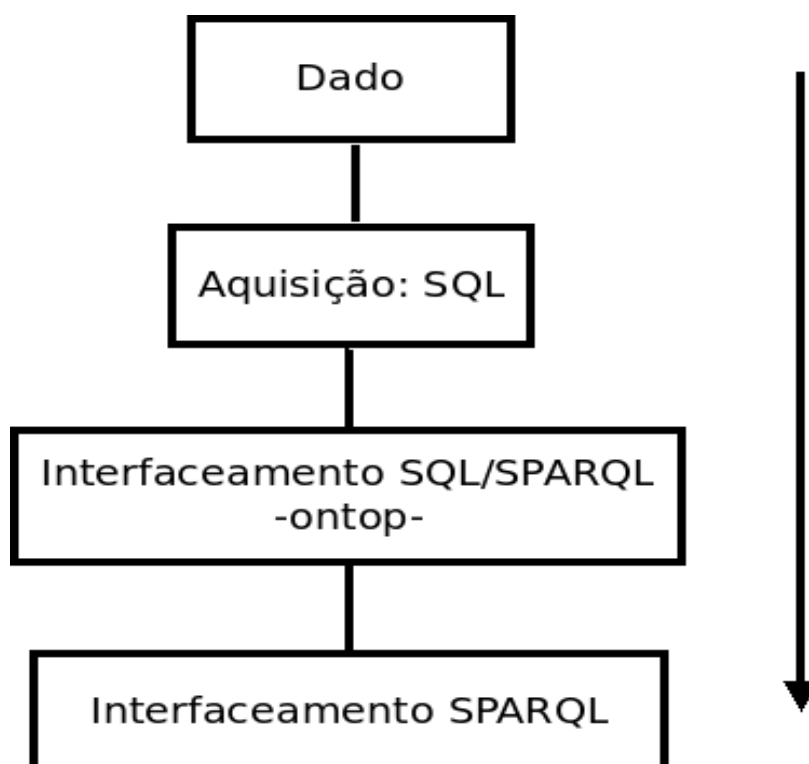 Dado
Aquisição: SQL
Interfaceamento SQL/SPARQL
-ontop-
Interfaceamento SPARQL